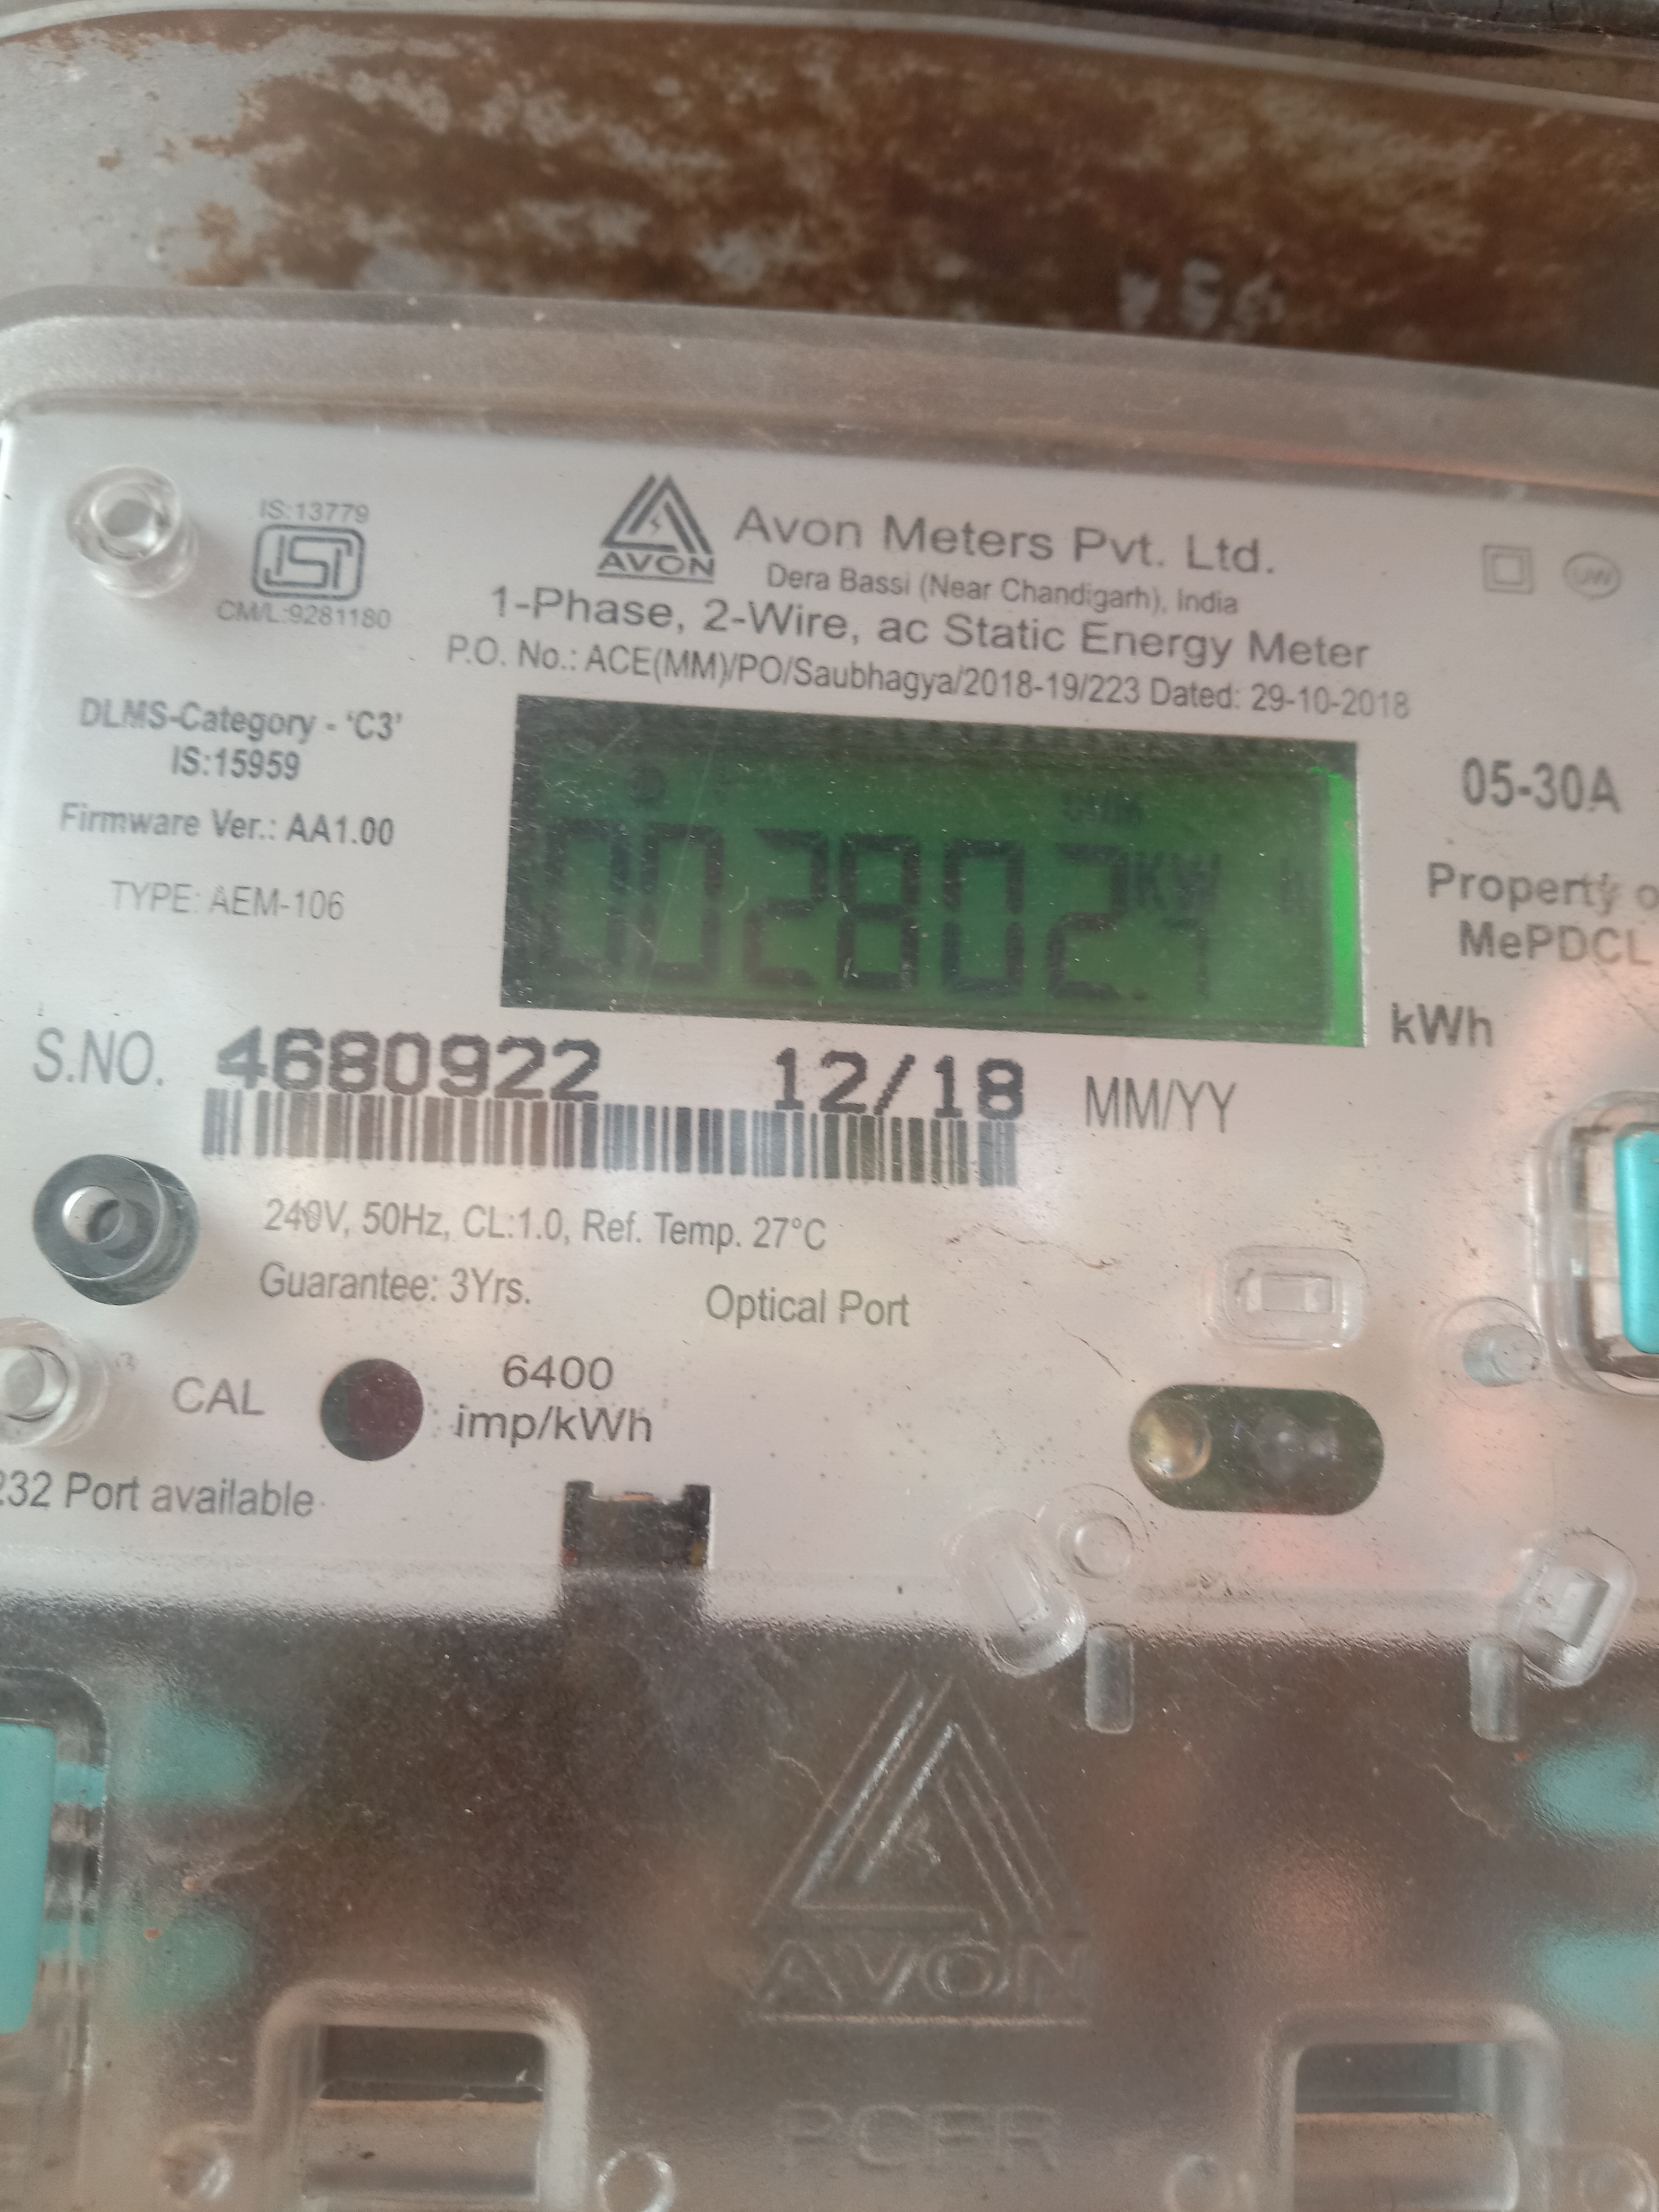 IS:13779
ISI
CM/L:9281180
AVON
Avon Meters Pvt. Ltd.
Dera Bassi (Near Chandigarh), India
1-Phase, 2-Wire, ac Static Energy Meter
P.O. No.: ACE(MM)/PO/Saubhagya/2018-19/223 Dated: 29-10-2018
UW
DLMS-Category - 'C3'
IS:15959
Firmware Ver.: AA1.00
TYPE: AEM-106
002802.7 KW
05-30A
Property
MePDCL
kWh
S.NO. 4680922 12/18 MM/YY
240V, 50Hz, CL:1.0, Ref. Temp. 27°C
Guarantee: 3Yrs.
Optical Port
CAL
6400
imp/kWh
232 Port available
AVON